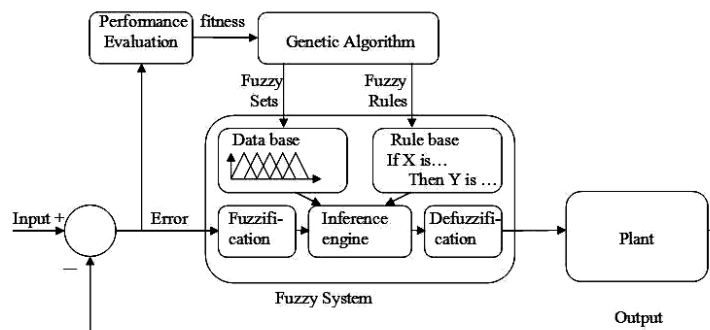 Performance
Evaluation
fitness
Genetic Algorithm
Fuzzy
Sets
Fuzzy
Rules
Data base
Rule base
If X is...
Then Y is ...
Input +
Error
Fuzzifi-
cation
Inference
engine
Defuzzifi-
cation
Plant
—
Fuzzy System
Output